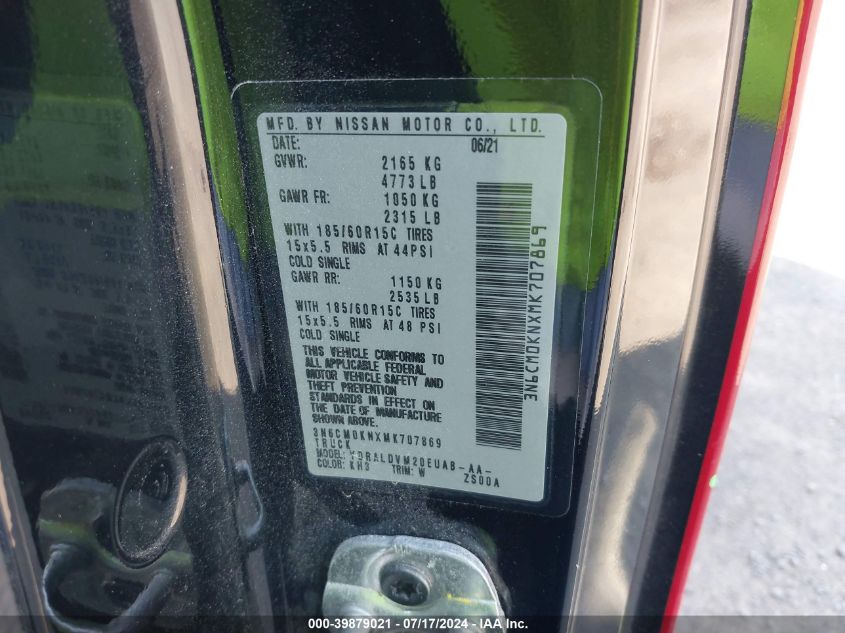 MFD. BY NISSAN MOTOR CO., LTD.
DATE: 06/21
GVWR: 2165 KG
4773 LB
GAWR FR: 1050 KG
2315 LB
WITH 185/60R15C TIRES
15x5.5 RIMS AT 44PSI
COLD SINGLE
GAWR RR: 1150 KG
2535 LB
WITH 185/60R15C TIRES
15x5.5 RIMS AT 48 PSI
COLD SINGLE
THIS VEHICLE CONFORMS TO
ALL APPLICABLE FEDERAL
MOTOR VEHICLE SAFETY AND
THEFT PREVENTION
STANDARDS IN EFFECT ON
THE DATE OF MANUFACTURE
SHOWN ABOVE.
3N6CM0KNXMK707869
TRUCK
MODEL: YDRALDVM20EUAB-AA-
COLOR: KH3 TRIM: W ZS00A
3N6CM0KNXMK707869
000-39879021 / 07/17/2024 / IAA Inc.